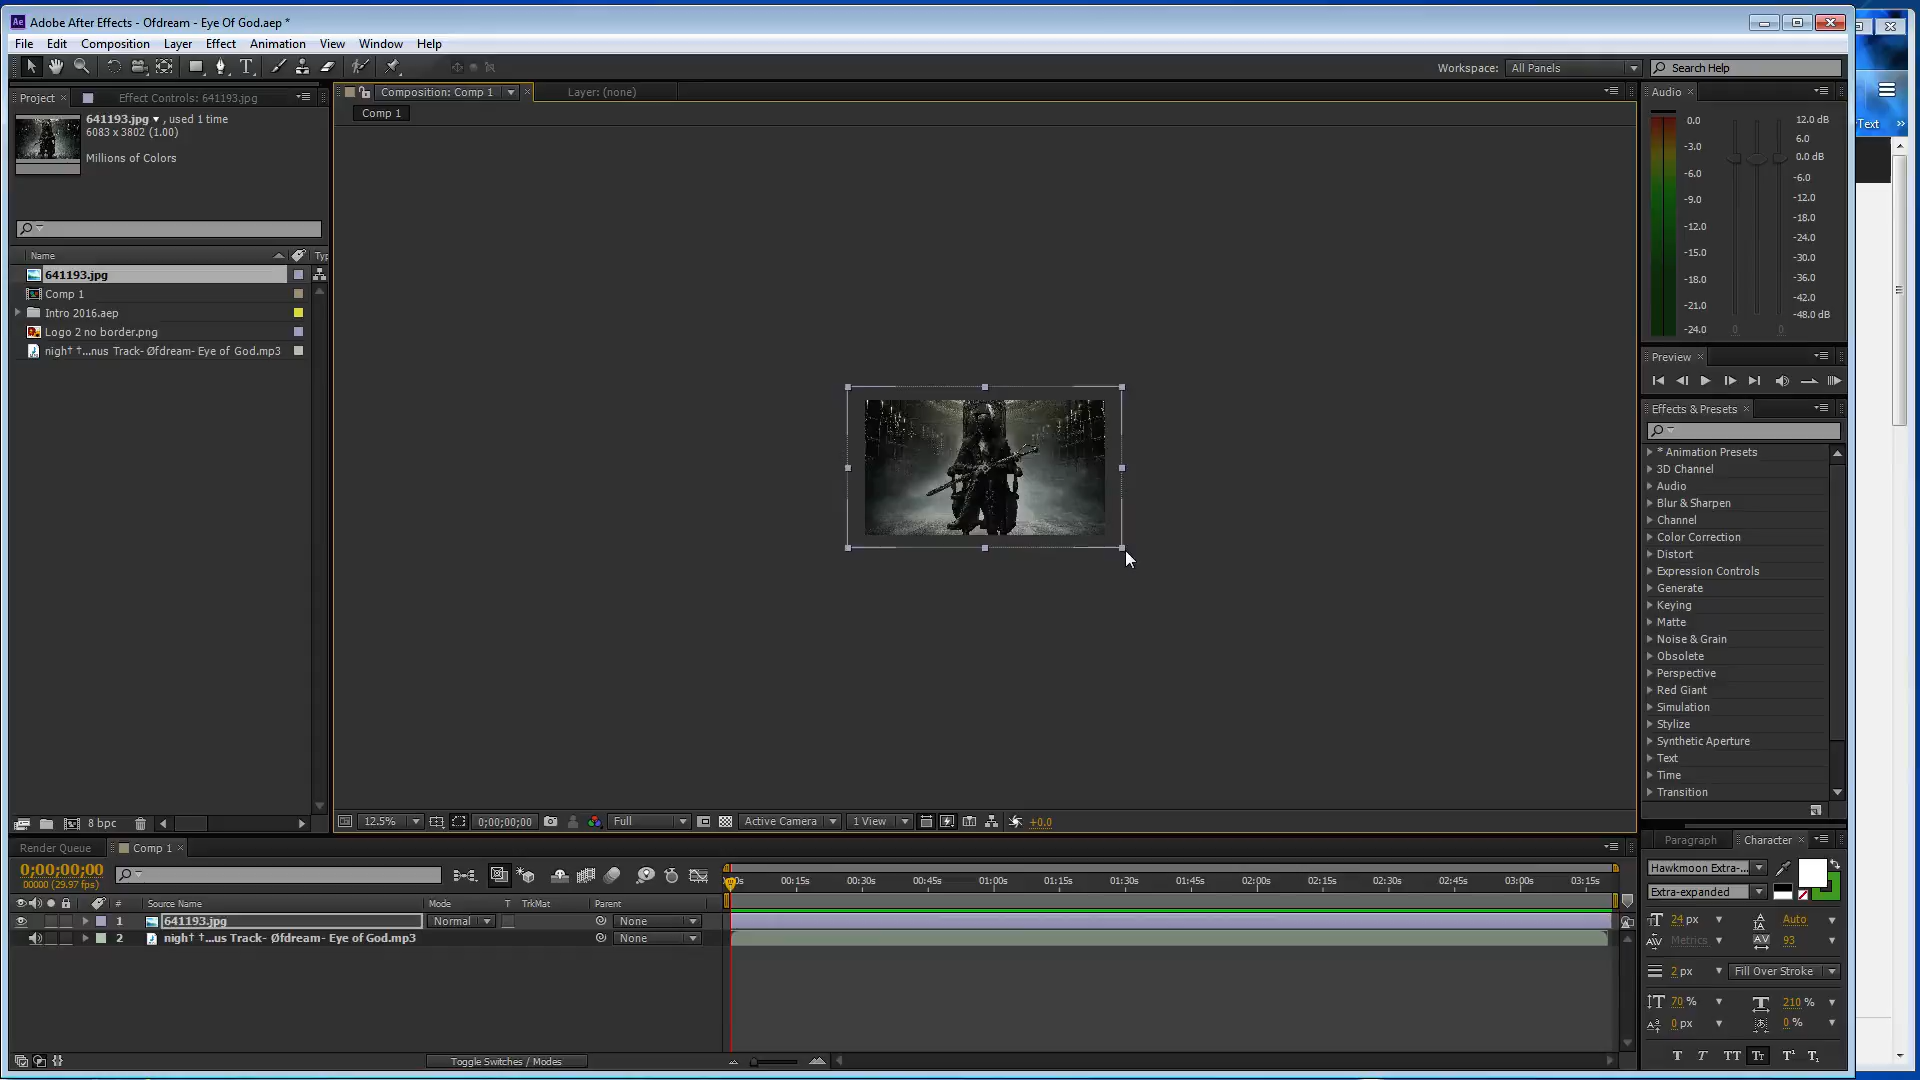 Adobe After Effects - Ofdream - Eye Of God.aep *
File Edit Composition Layer Effect Animation View Window Help
Workspace: All Panels Search Help
Project Effect Controls: 641193.jpg
641193.jpg , used 1 time
6083 x 3802 (1.00)
Millions of Colors
Name
641193.jpg
Comp 1
Intro 2016.aep
Logo 2 no border.png
nigh† †...nus Track- Øfdream- Eye of God.mp3
8 bpc
Composition: Comp 1 Layer: (none)
Comp 1
12.5% 0;00;00;00 Full Active Camera 1 View +0.0
Audio
0.0
-3.0
-6.0
-9.0
-12.0
-15.0
-18.0
-21.0
-24.0
12.0 dB
6.0
0.0 dB
-6.0
-12.0
-18.0
-24.0
-30.0
-36.0
-42.0
-48.0 dB
0 0
Preview
Effects & Presets
* Animation Presets
3D Channel
Audio
Blur & Sharpen
Channel
Color Correction
Distort
Expression Controls
Generate
Keying
Matte
Noise & Grain
Obsolete
Perspective
Red Giant
Simulation
Stylize
Synthetic Aperture
Text
Time
Transition
Text »
Render Queue Comp 1
0;00;00;00
00000 (29.97 fps)
# Source Name Mode T TrkMat Parent
1 641193.jpg Normal None
2 nigh† †...us Track- Øfdream- Eye of God.mp3 None
00:15s 00:30s 00:45s 01:00s 01:15s 01:30s 01:45s 02:00s 02:15s 02:30s 02:45s 03:00s 03:15s
Toggle Switches / Modes
Paragraph Character
Hawkmoon Extra-...
Extra-expanded
24 px Auto
Metrics 93
2 px Fill Over Stroke
70 % 210 %
0 px 0 %
T T TT Tт T¹ T₁